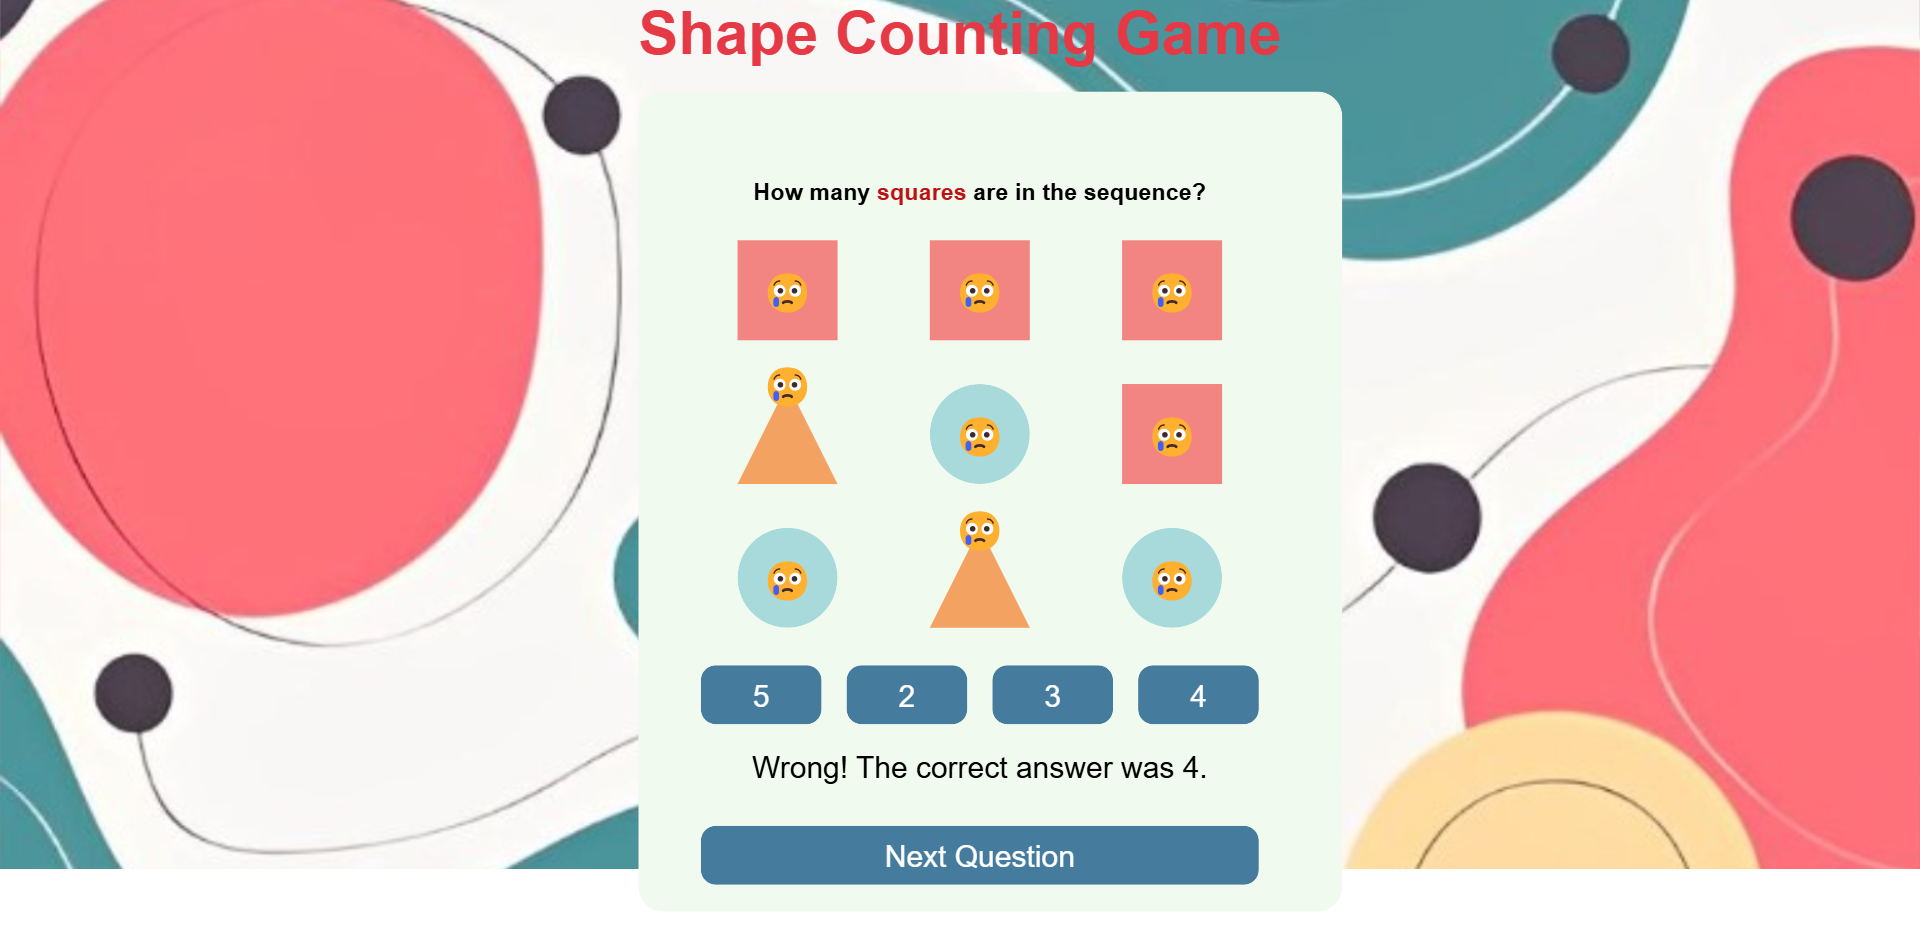 Shape Counting Game
How many squares are in the sequence?
5 2 3 4
Wrong! The correct answer was 4.
Next Question